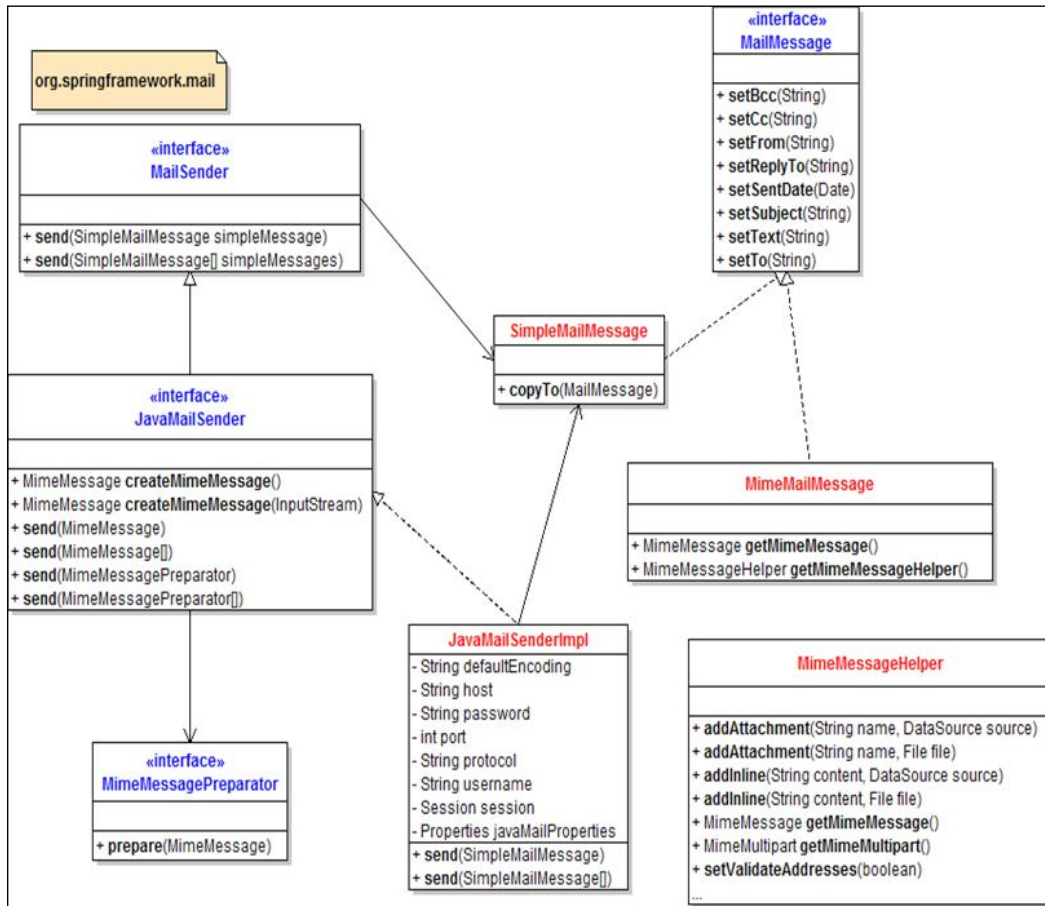 org.springframework.mail
«interface»
MailSender
+ send(SimpleMailMessage simpleMessage)
+ send(SimpleMailMessage[] simpleMessages)
«interface»
MailMessage
+ setBcc(String)
+ setCc(String)
+ setFrom(String)
+ setReplyTo(String)
+ setSentDate(Date)
+ setSubject(String)
+ setText(String)
+ setTo(String)
SimpleMailMessage
+ copyTo(MailMessage)
«interface»
JavaMailSender
+ MimeMessage createMimeMessage()
+ MimeMessage createMimeMessage(InputStream)
+ send(MimeMessage)
+ send(MimeMessage[])
+ send(MimeMessagePreparator)
+ send(MimeMessagePreparator[])
MimeMailMessage
+ MimeMessage getMimeMessage()
+ MimeMessageHelper getMimeMessageHelper()
«interface»
MimeMessagePreparator
+ prepare(MimeMessage)
JavaMailSenderImpl
- String defaultEncoding
- String host
- String password
- int port
- String protocol
- String username
- Session session
- Properties javaMailProperties
+ send(SimpleMailMessage)
+ send(SimpleMailMessage[])
MimeMessageHelper
+ addAttachment(String name, DataSource source)
+ addAttachment(String name, File file)
+ addInline(String content, DataSource source)
+ addInline(String content, File file)
+ MimeMessage getMimeMessage()
+ MimeMultipart getMimeMultipart()
+ setValidateAddresses(boolean)
...